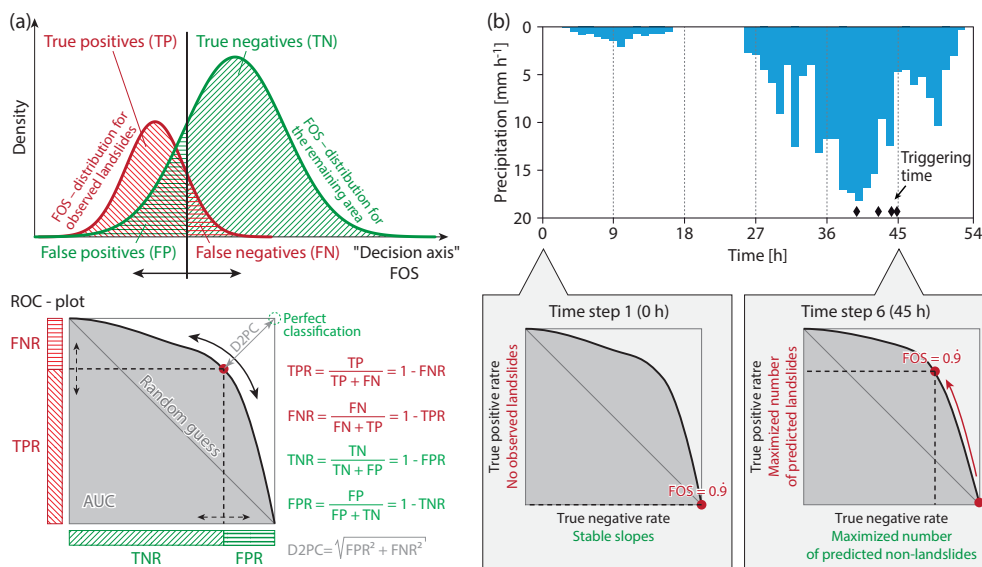 (a)
True positives (TP)
True negatives (TN)
Density
FOS – distribution for
observed landslides
FOS – distribution for
the remaining area
False positives (FP)
False negatives (FN)
"Decision axis"
FOS
ROC - plot
FNR
TPR
Perfect
classification
D2PC
Random guess
AUC
TNR
FPR
TPR = TP / TP + FN = 1 - FNR
FNR = FN / FN + TP = 1 - TPR
TNR = TN / TN + FP = 1 - FPR
FPR = FP / FP + TN = 1 - TNR
D2PC= √FPR² + FNR²
(b)
Precipitation [mm h⁻¹]
0
5
10
15
20
Triggering
time
0 9 18 27 36 45 54
Time [h]
Time step 1 (0 h)
True positive ratre
No observed landslides
FOS = 0.9̇
True negative rate
Stable slopes
Time step 6 (45 h)
True positive ratre
Maximized number
of predicted landslides
FOS = 0.9̇
True negative rate
Maximized number
of predicted non-landslides